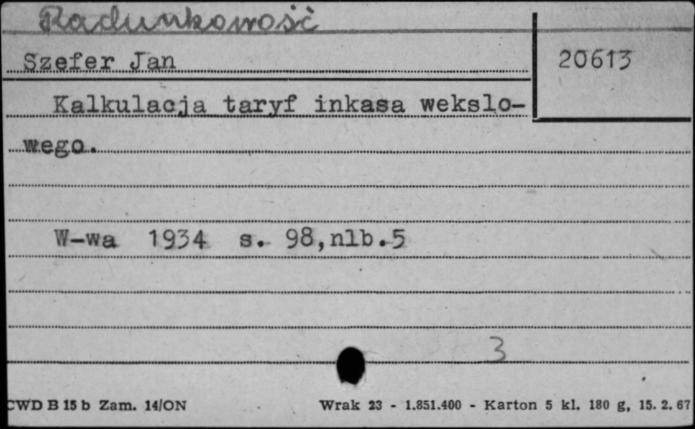 Rachunkowość
Szefer Jan
20613
Kalkulacja taryf inkasa wekslo-
wego.
W-wa 1934 s. 98,nlb.5
3
CWD B 15 b Zam. 14/ON Wrak 23 - 1.851.400 - Karton 5 kl. 180 g, 15. 2. 67